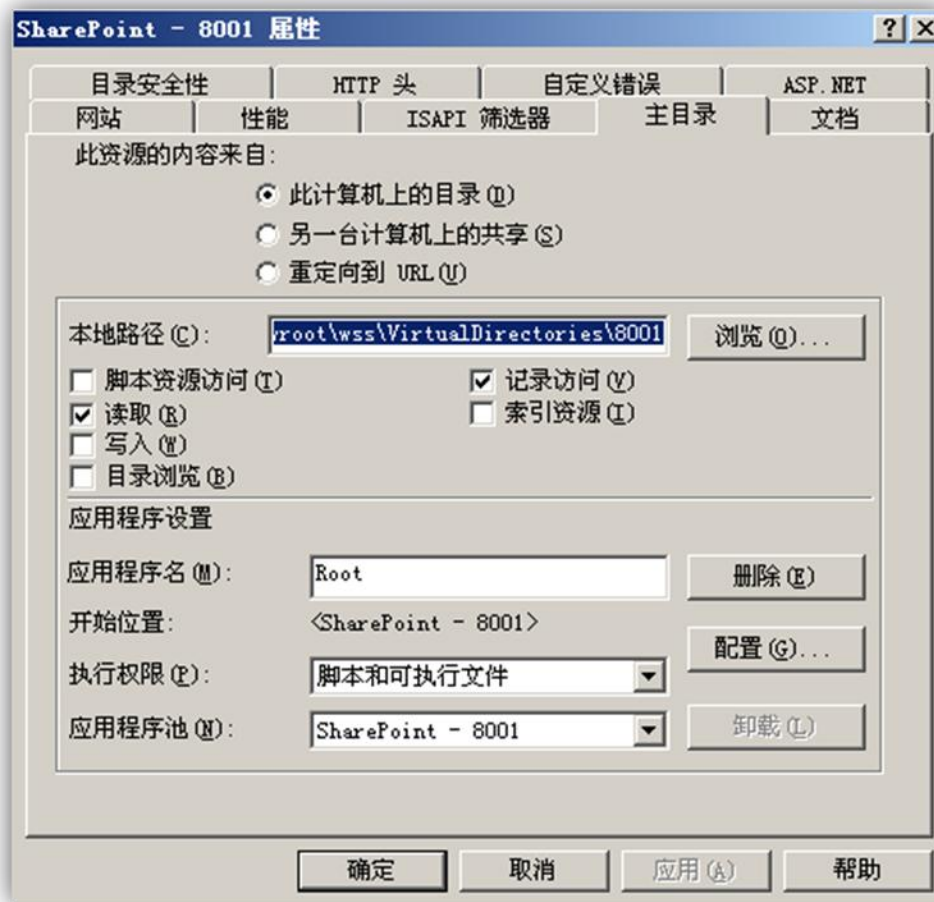 SharePoint - 8001 属性
目录安全性 HTTP 头 自定义错误 ASP.NET
网站 性能 ISAPI 筛选器 主目录 文档
此资源的内容来自:
此计算机上的目录(D)
另一台计算机上的共享(S)
重定向到 URL(U)
本地路径(C): root\wss\VirtualDirectories\8001 浏览(O)...
脚本资源访问(T) 记录访问(V)
读取(R) 索引资源(I)
写入(W)
目录浏览(B)
应用程序设置
应用程序名(M): Root 删除(E)
开始位置: <SharePoint - 8001>
配置(G)...
执行权限(P): 脚本和可执行文件
应用程序池(N): SharePoint - 8001 卸载(L)
确定 取消 应用(A) 帮助